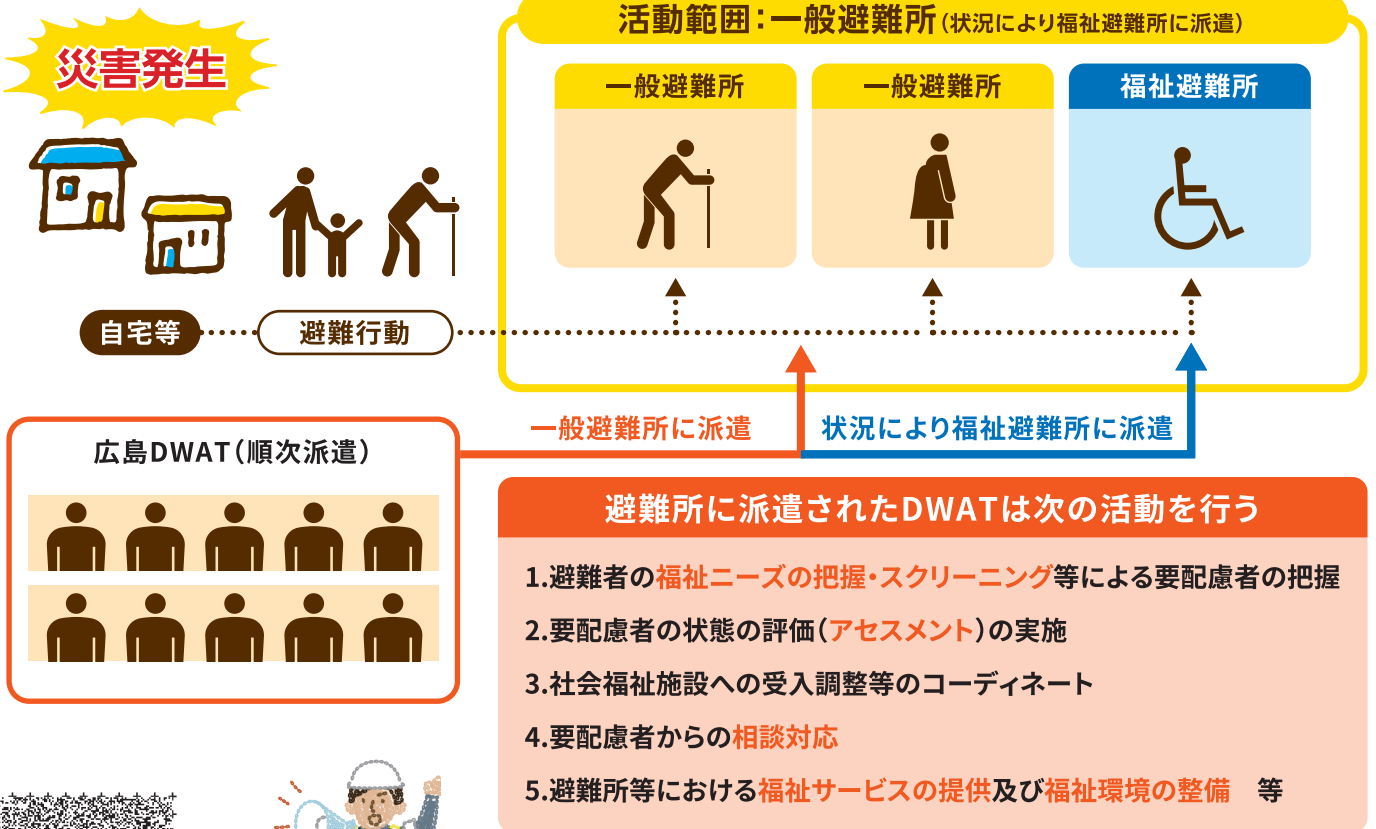 災害発生
活動範囲：一般避難所（状況により福祉避難所に派遣）
一般避難所
一般避難所
福祉避難所
自宅等
避難行動
一般避難所に派遣
状況により福祉避難所に派遣
広島DWAT（順次派遣）
避難所に派遣されたDWATは次の活動を行う
1.避難者の福祉ニーズの把握・スクリーニング等による要配慮者の把握
2.要配慮者の状態の評価（アセスメント）の実施
3.社会福祉施設への受入調整等のコーディネート
4.要配慮者からの相談対応
5.避難所等における福祉サービスの提供及び福祉環境の整備　等